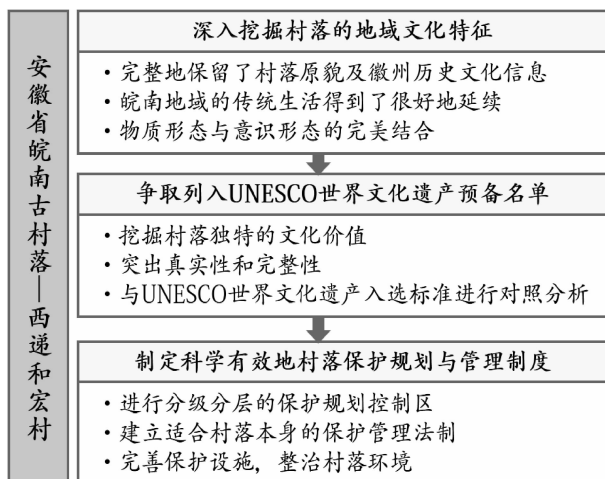 安徽省皖南古村落—西递和宏村
深入挖掘村落的地域文化特征
·完整地保留了村落原貌及徽州历史文化信息
·皖南地域的传统生活得到了很好地延续
·物质形态与意识形态的完美结合
争取列入UNESCO世界文化遗产预备名单
·挖掘村落独特的文化价值
·突出真实性和完整性
·与UNESCO世界文化遗产入选标准进行对照分析
制定科学有效地村落保护规划与管理制度
·进行分级分层的保护规划控制区
·建立适合村落本身的保护管理法制
·完善保护设施，整治村落环境